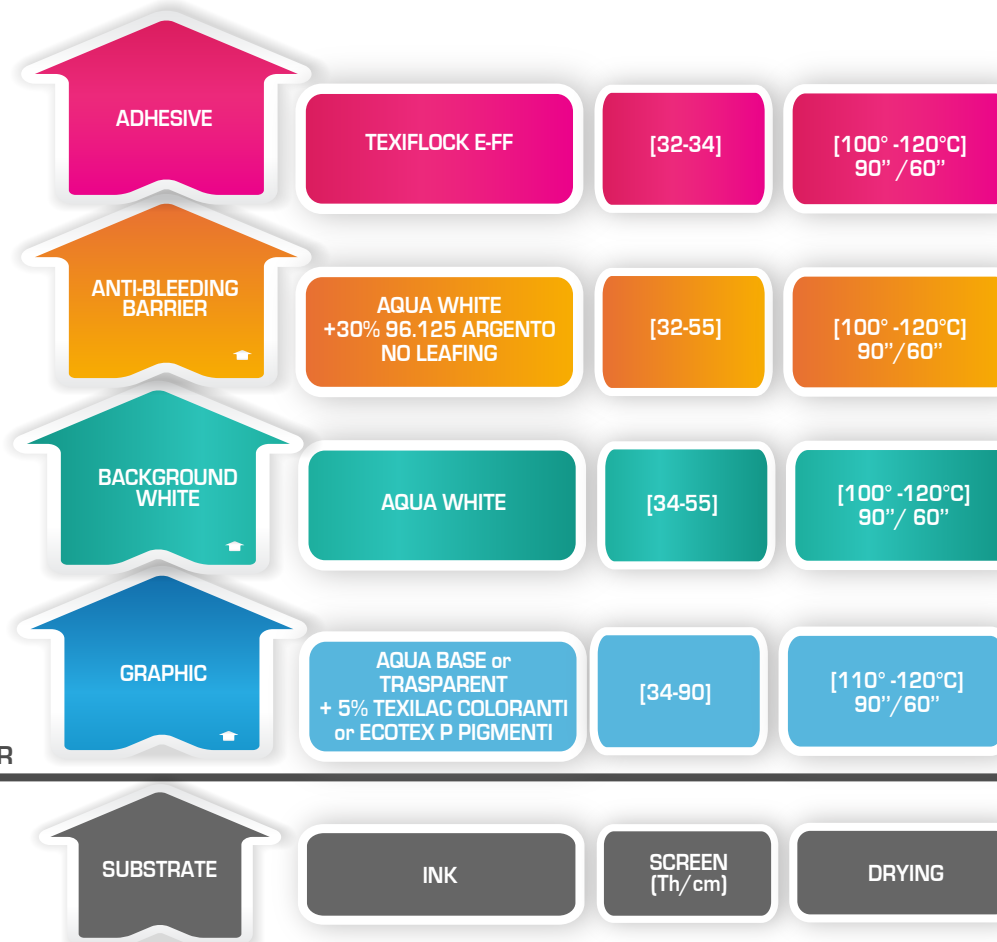 ADHESIVE
TEXIFLOCK E-FF
[32-34]
[100° -120°C]
90” /60”
ANTI-BLEEDING
BARRIER
AQUA WHITE
+30% 96.125 ARGENTO
NO LEAFING
[32-55]
[100° -120°C]
90”/60”
BACKGROUND
WHITE
AQUA WHITE
[34-55]
[100° -120°C]
90”/ 60”
GRAPHIC
AQUA BASE or
TRASPARENT
+ 5% TEXILAC COLORANTI
or ECOTEX P PIGMENTI
[34-90]
[110° -120°C]
90”/60”
R
SUBSTRATE
INK
SCREEN
(Th/cm)
DRYING